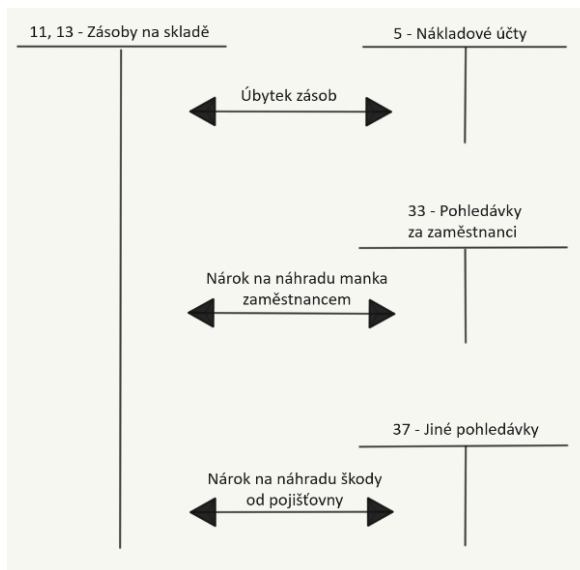 11, 13 - Zásoby na skladě
5 - Nákladové účty
Úbytek zásob
33 - Pohledávky
za zaměstnanci
Nárok na náhradu manka
zaměstnancem
37 - Jiné pohledávky
Nárok na náhradu škody
od pojišťovny